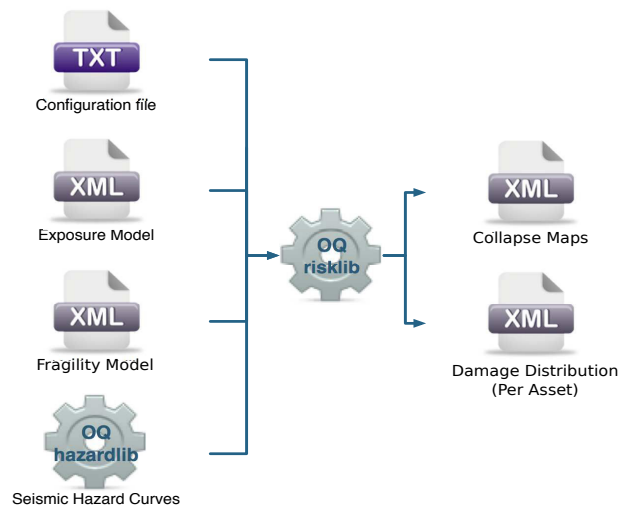 TXT
Configuration file
XML
Exposure Model
XML
Fragility Model
OQ
hazardlib
Seismic Hazard Curves
OQ
risklib
XML
Collapse Maps
XML
Damage Distribution
(Per Asset)